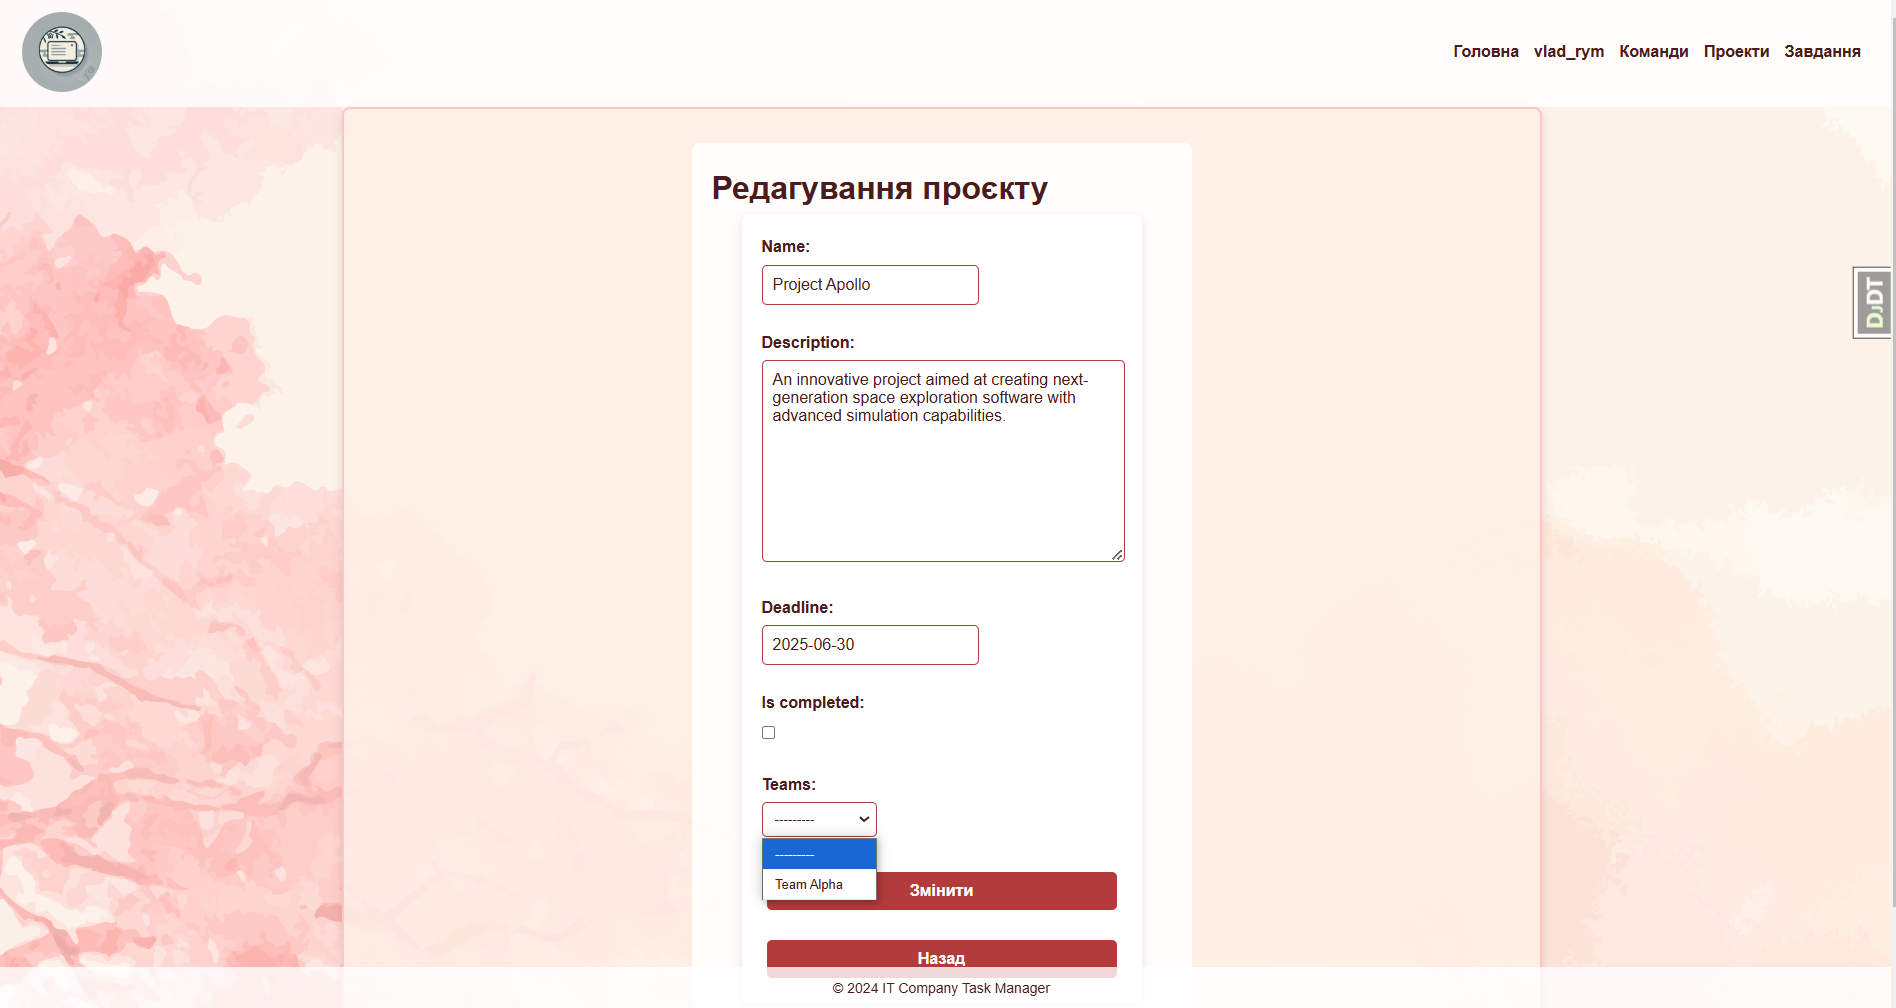 Головна vlad_rym Команди Проекти Завдання
Редагування проєкту
Name:
Project Apollo
Description:
An innovative project aimed at creating next-
generation space exploration software with
advanced simulation capabilities.
Deadline:
2025-06-30
Is completed:
Teams:
---------
---------
Team Alpha
Змінити
Назад
© 2024 IT Company Task Manager
DJDT